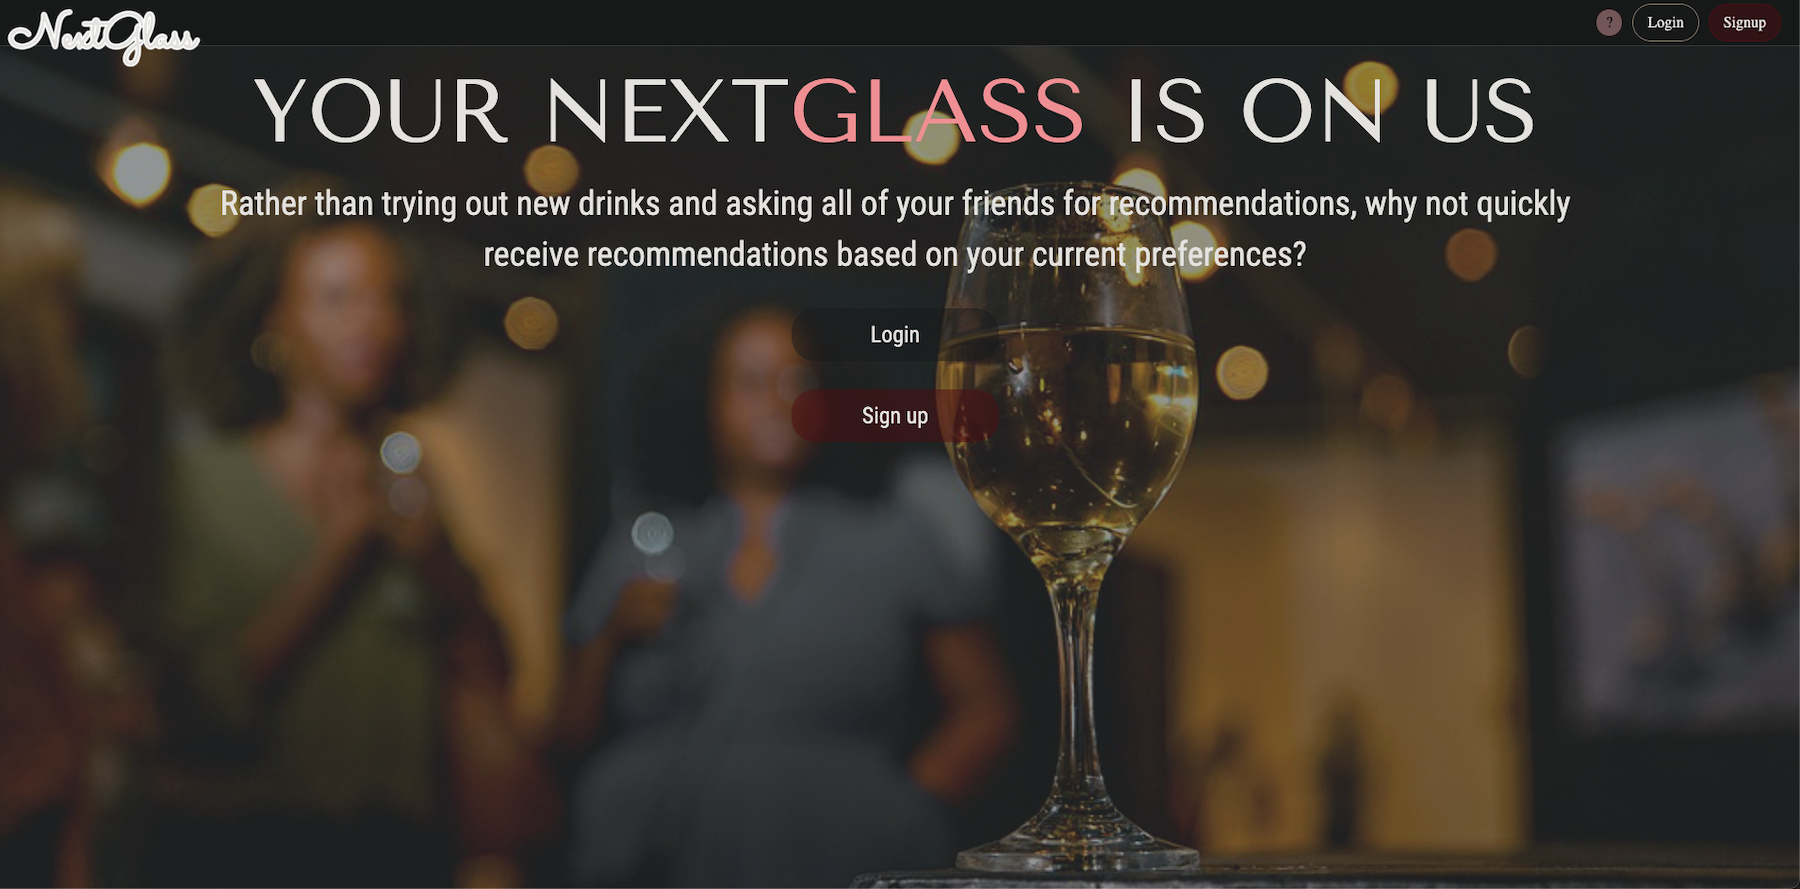 NextGlass
?
Login
Signup
YOUR NEXTGLASS IS ON US
Rather than trying out new drinks and asking all of your friends for recommendations, why not quickly
receive recommendations based on your current preferences?
Login
Sign up